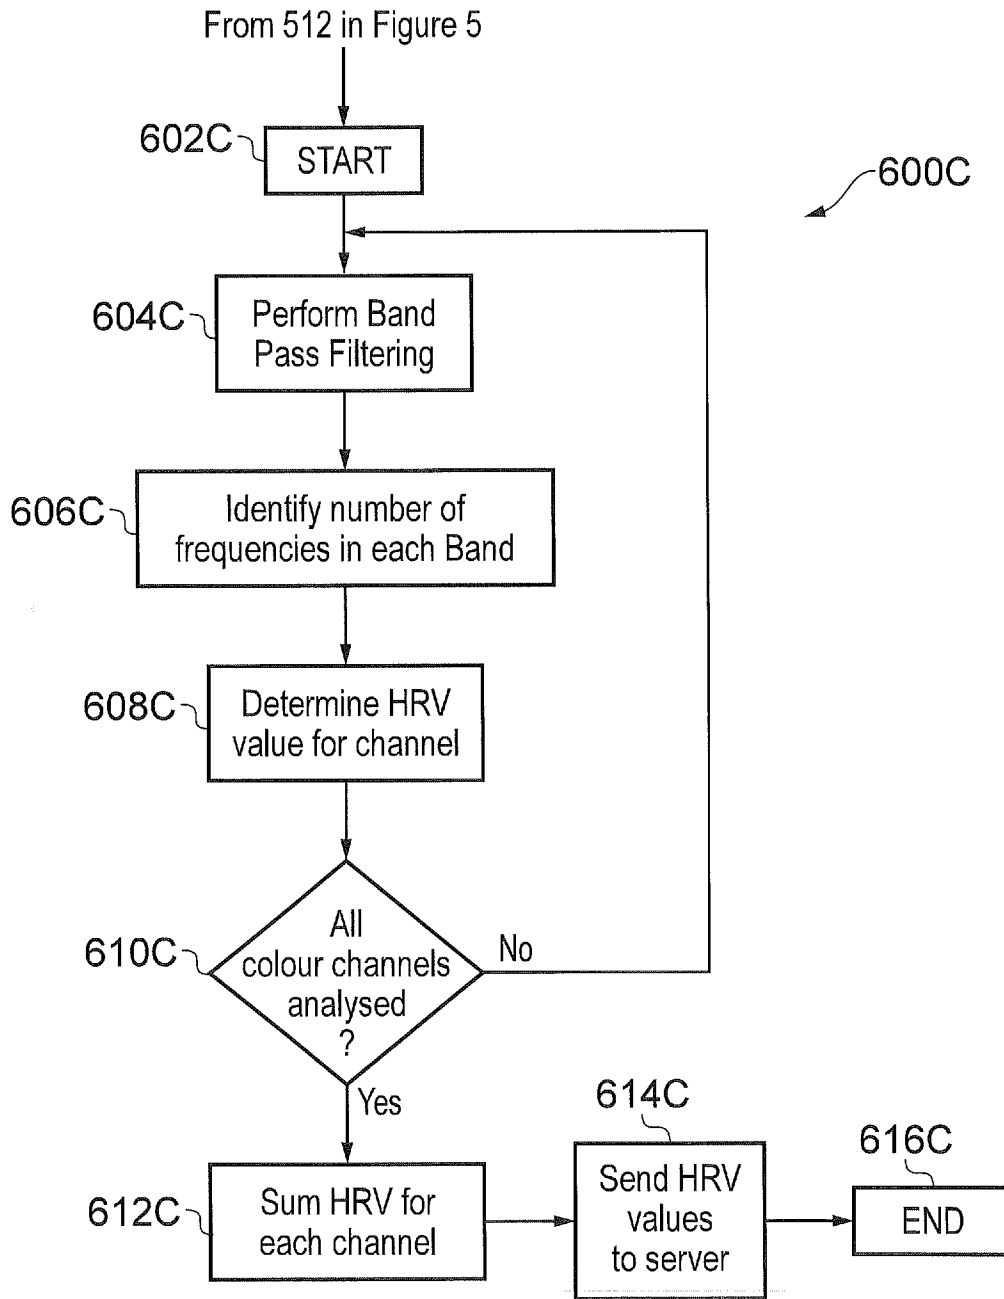 From 512 in Figure 5
602C
START
600C
604C
Perform Band
Pass Filtering
606C
Identify number of
frequencies in each Band
608C
Determine HRV
value for channel
610C
All
colour channels
analysed
?
No
Yes
612C
Sum HRV for
each channel
614C
Send HRV
values
to server
616C
END